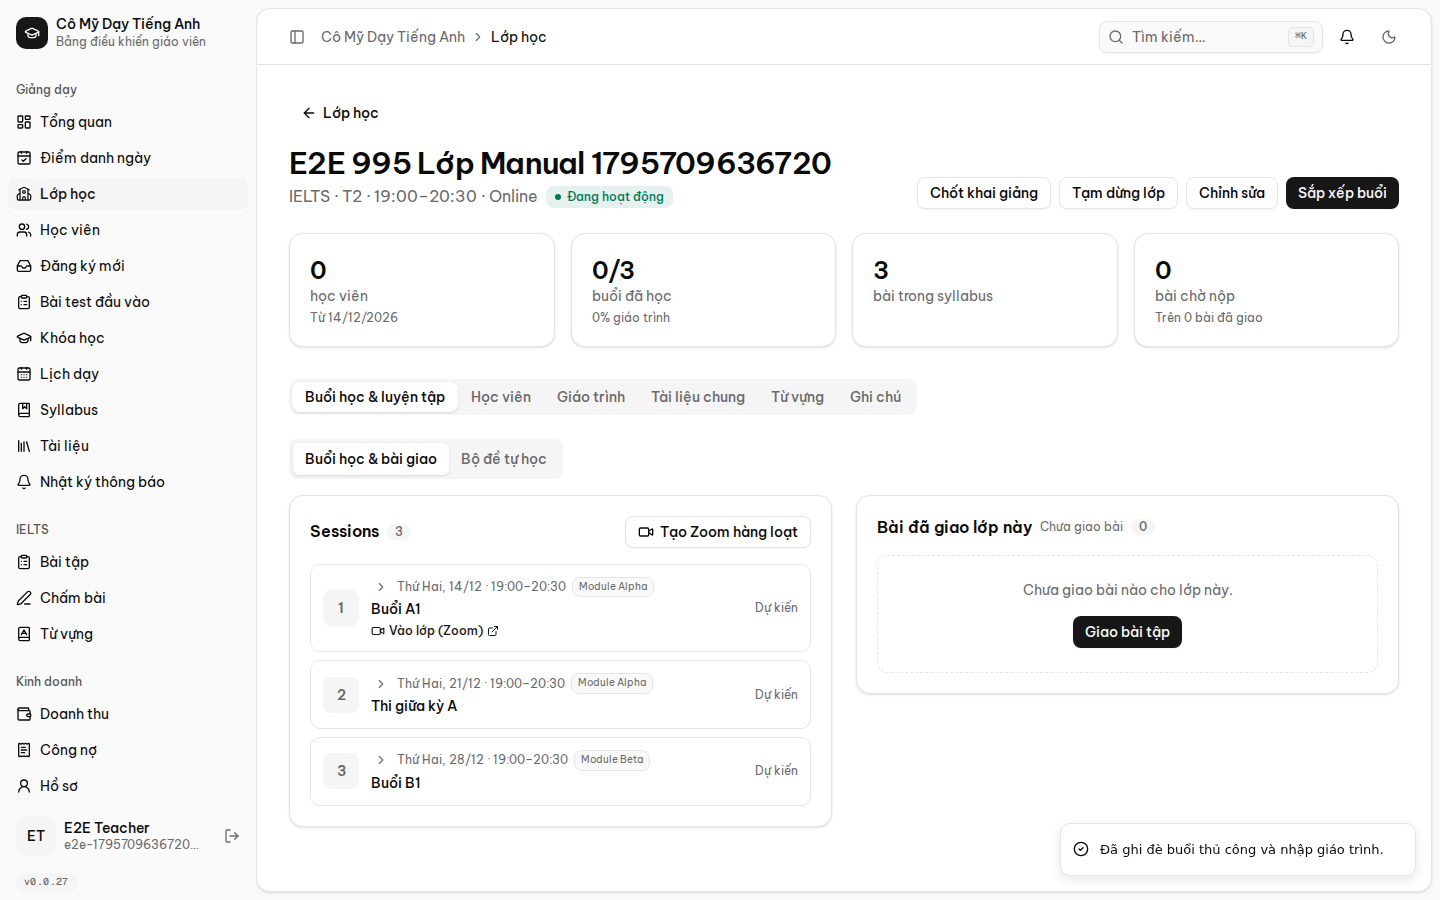 Cô Mỹ Dạy Tiếng Anh
Bảng điều khiển giáo viên
Giảng dạy
Tổng quan
Điểm danh ngày
Lớp học
Học viên
Đăng ký mới
Bài test đầu vào
Khóa học
Lịch dạy
Syllabus
Tài liệu
Nhật ký thông báo
IELTS
Bài tập
Chấm bài
Từ vựng
Kinh doanh
Doanh thu
Công nợ
Hồ sơ
ET
E2E Teacher
e2e-1795709636720...
v0.0.27
Cô Mỹ Dạy Tiếng Anh > Lớp học
Tìm kiếm... ⌘K
← Lớp học
E2E 995 Lớp Manual 1795709636720
IELTS · T2 · 19:00–20:30 · Online
Đang hoạt động
Chốt khai giảng
Tạm dừng lớp
Chỉnh sửa
Sắp xếp buổi
0
học viên
Từ 14/12/2026
0/3
buổi đã học
0% giáo trình
3
bài trong syllabus
0
bài chờ nộp
Trên 0 bài đã giao
Buổi học & luyện tập
Học viên
Giáo trình
Tài liệu chung
Từ vựng
Ghi chú
Buổi học & bài giao
Bộ đề tự học
Sessions 3
Tạo Zoom hàng loạt
1
Thứ Hai, 14/12 · 19:00–20:30 Module Alpha
Buổi A1
Vào lớp (Zoom)
Dự kiến
2
Thứ Hai, 21/12 · 19:00–20:30 Module Alpha
Thi giữa kỳ A
Dự kiến
3
Thứ Hai, 28/12 · 19:00–20:30 Module Beta
Buổi B1
Dự kiến
Bài đã giao lớp này Chưa giao bài 0
Chưa giao bài nào cho lớp này.
Giao bài tập
Đã ghi đè buổi thủ công và nhập giáo trình.